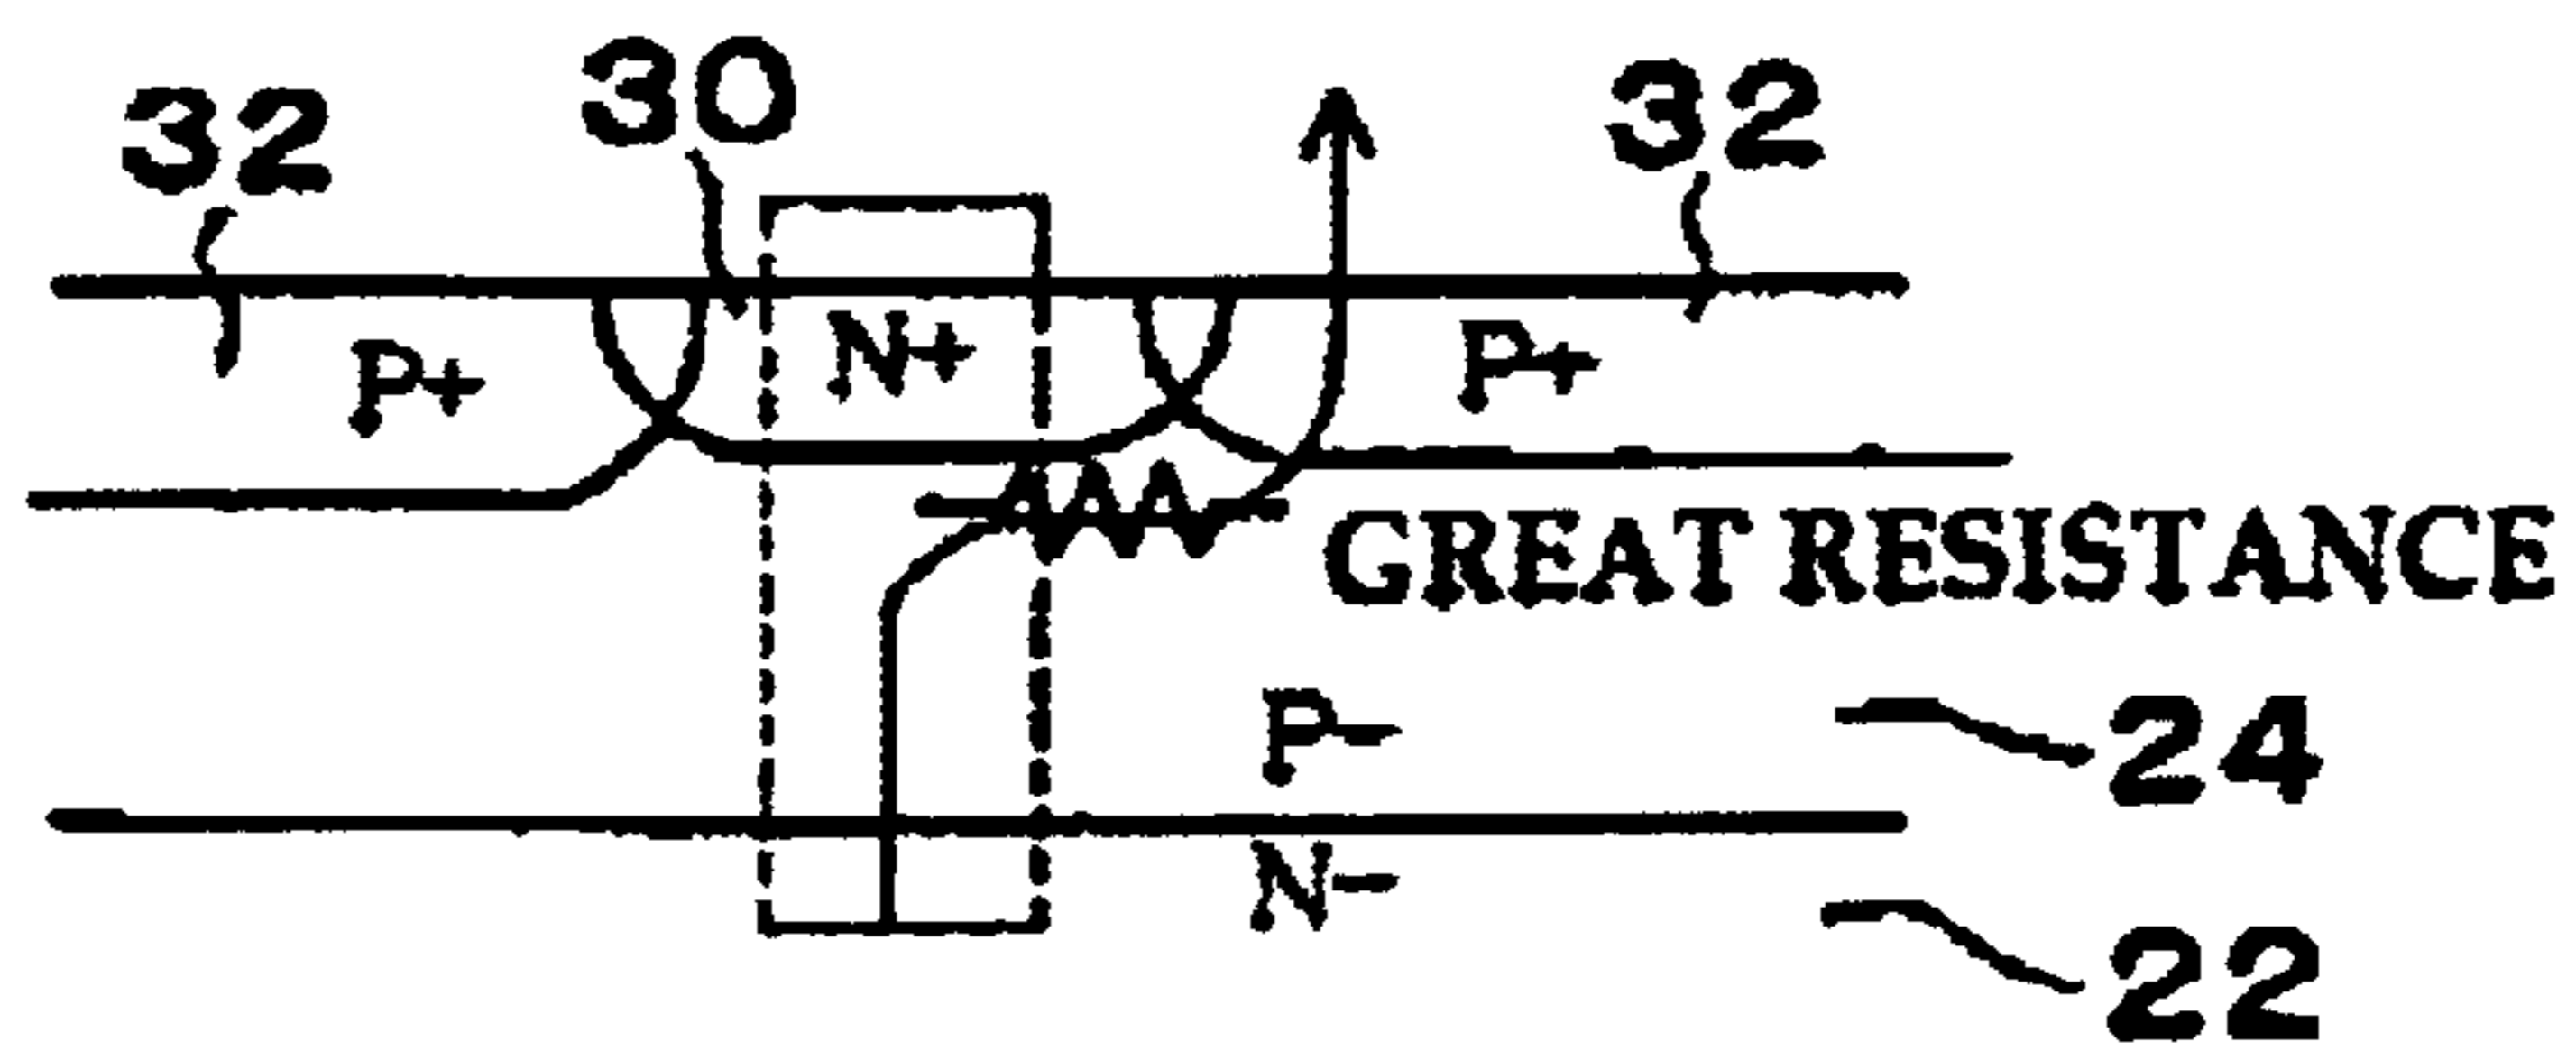 32 30 32
P+ N+ P+
GREAT RESISTANCE
P-
24
N-
22